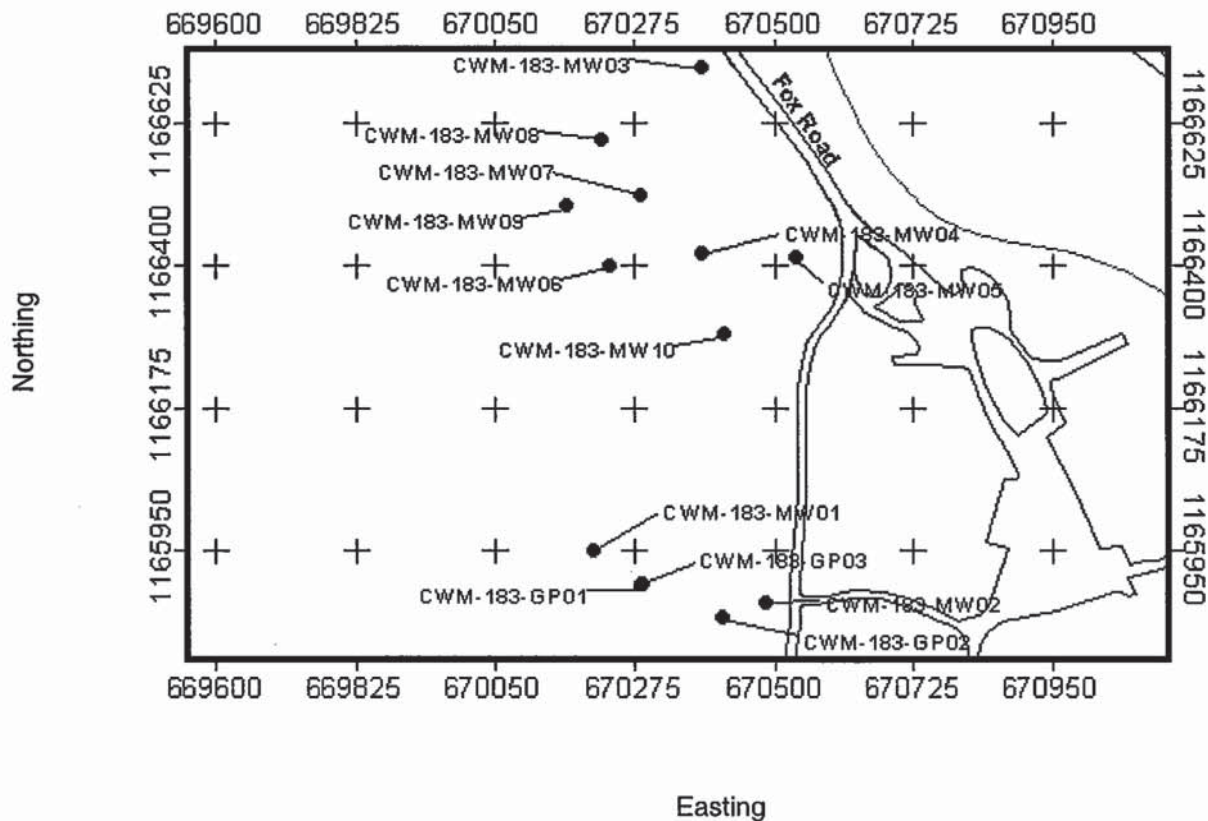 669600 669825 670050 670275 670500 670725 670950
CWM-183-MW03
Fox Road
1166625
1166625
CWM-183-MW08
CWM-183-MW07
CWM-183-MW09
CWM-183-MW04
1166400
1166400
CWM-183-MW06
CWM-183-MW05
CWM-183-MW10
Northing
1166175
1166175
CWM-183-MW01
1165950
1165950
CWM-183-GP03
CWM-183-GP01
CWM-183-MW02
CWM-183-GP02
669600 669825 670050 670275 670500 670725 670950
Easting